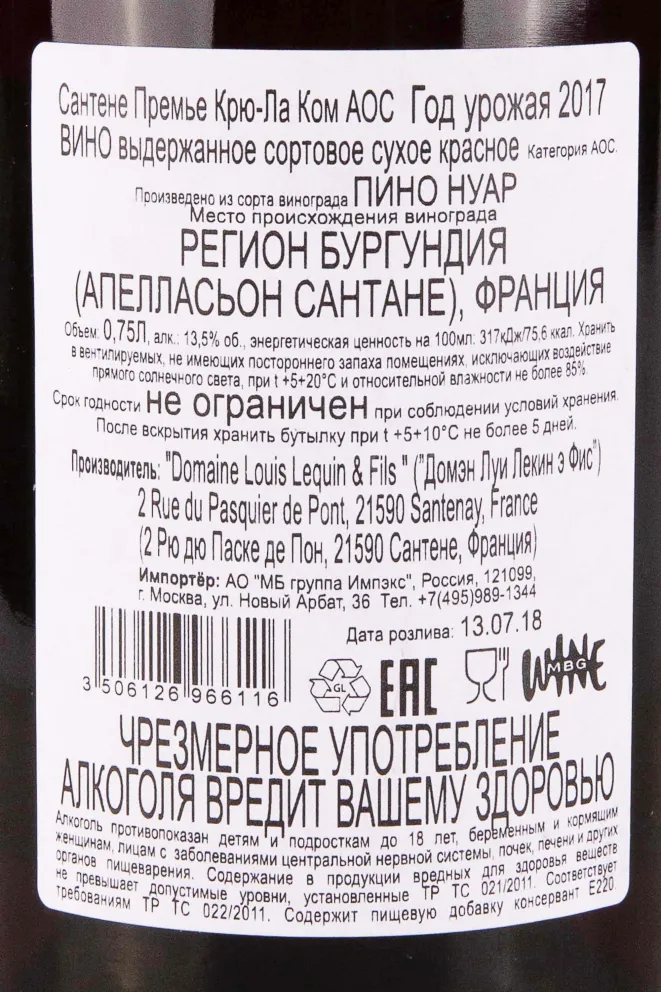 Сантене Премье Крю-Ла Ком АОС Год урожая 2017
ВИНО выдержанное сортовое сухое красное Категория АОС.
Произведено из сорта винограда ПИНО НУАР
Место происхождения винограда
РЕГИОН БУРГУНДИЯ
(АПЕЛЛАСЬОН САНТАНЕ), ФРАНЦИЯ
Объем: 0,75Л, алк.: 13,5% об., энергетическая ценность на 100мл: 317кДж/75,6 ккал. Хранить
в вентилируемых, не имеющих постороннего запаха помещениях, исключающих воздействие
прямого солнечного света, при t +5+20°С и относительной влажности не более 85%.
Срок годности не ограничен при соблюдении условий хранения.
После вскрытия хранить бутылку при t +5+10°С не более 5 дней.
Производитель: "Domaine Louis Lequin & Fils " ("Домэн Луи Лекин э Фис")
2 Rue du Pasquier de Pont, 21590 Santenay, France
(2 Рю дю Паске де Пон, 21590 Сантене, Франция)
Импортёр: АО "МБ группа Импэкс", Россия, 121099,
г. Москва, ул. Новый Арбат, 36 Тел. +7(495)989-1344
Дата розлива: 13.07.18
3 506126 966116
GL
EAC
WINE
MBG
ЧРЕЗМЕРНОЕ УПОТРЕБЛЕНИЕ
АЛКОГОЛЯ ВРЕДИТ ВАШЕМУ ЗДОРОВЬЮ
Алкоголь противопоказан детям и подросткам до 18 лет, беременным и кормящим
женщинам, лицам с заболеваниями центральной нервной системы, почек, печени и других
органов пищеварения. Содержание в продукции вредных для здоровья веществ
не превышает допустимые уровни, установленные ТР ТС 021/2011. Соответствует
требованиям ТР ТС 022/2011. Содержит пищевую добавку консервант Е220